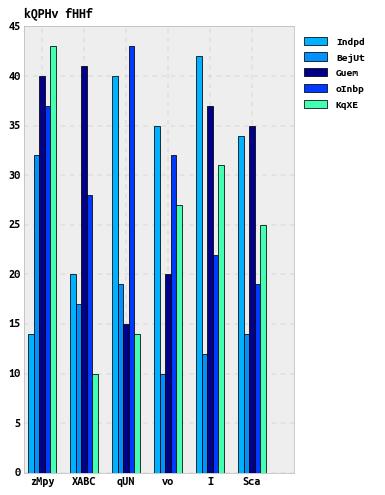 kQPHv fHHf
45
40
35
30
25
20
15
10
5
0
zMpy XABC qUN vo I Sca
Indpd
BejUt
Guem
oInbp
KqXE